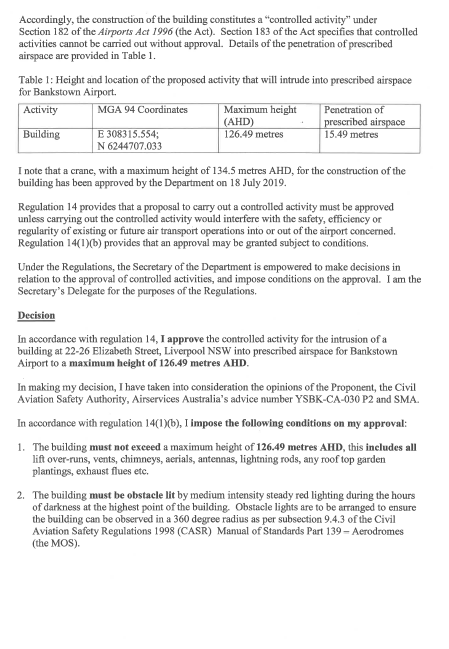 Accordingly, the construction of the building constitutes a “controlled activity” under
Section 182 of the Airports Act 1996 (the Act). Section 183 of the Act specifies that controlled
activities cannot be carried out without approval. Details of the penetration of prescribed
airspace are provided in Table 1.
Table 1: Height and location of the proposed activity that will intrude into prescribed airspace
for Bankstown Airport.
Activity MGA 94 Coordinates Maximum height Penetration of
(AHD) prescribed airspace
Building E 308315.554; 126.49 metres 15.49 metres
N 6244707.033
I note that a crane, with a maximum height of 134.5 metres AHD, for the construction of the
building has been approved by the Department on 18 July 2019.
Regulation 14 provides that a proposal to carry out a controlled activity must be approved
unless carrying out the controlled activity would interfere with the safety, efficiency or
regularity of existing or future air transport operations into or out of the airport concerned.
Regulation 14(1)(b) provides that an approval may be granted subject to conditions.
Under the Regulations, the Secretary of the Department is empowered to make decisions in
relation to the approval of controlled activities, and impose conditions on the approval. I am the
Secretary’s Delegate for the purposes of the Regulations.
Decision
In accordance with regulation 14, I approve the controlled activity for the intrusion of a
building at 22-26 Elizabeth Street, Liverpool NSW into prescribed airspace for Bankstown
Airport to a maximum height of 126.49 metres AHD.
In making my decision, I have taken into consideration the opinions of the Proponent, the Civil
Aviation Safety Authority, Airservices Australia’s advice number YSBK-CA-030 P2 and SMA.
In accordance with regulation 14(1)(b), I impose the following conditions on my approval:
1. The building must not exceed a maximum height of 126.49 metres AHD, this includes all
lift over-runs, vents, chimneys, aerials, antennas, lightning rods, any roof top garden
plantings, exhaust flues etc.
2. The building must be obstacle lit by medium intensity steady red lighting during the hours
of darkness at the highest point of the building. Obstacle lights are to be arranged to ensure
the building can be observed in a 360 degree radius as per subsection 9.4.3 of the Civil
Aviation Safety Regulations 1998 (CASR) Manual of Standards Part 139 – Aerodromes
(the MOS).